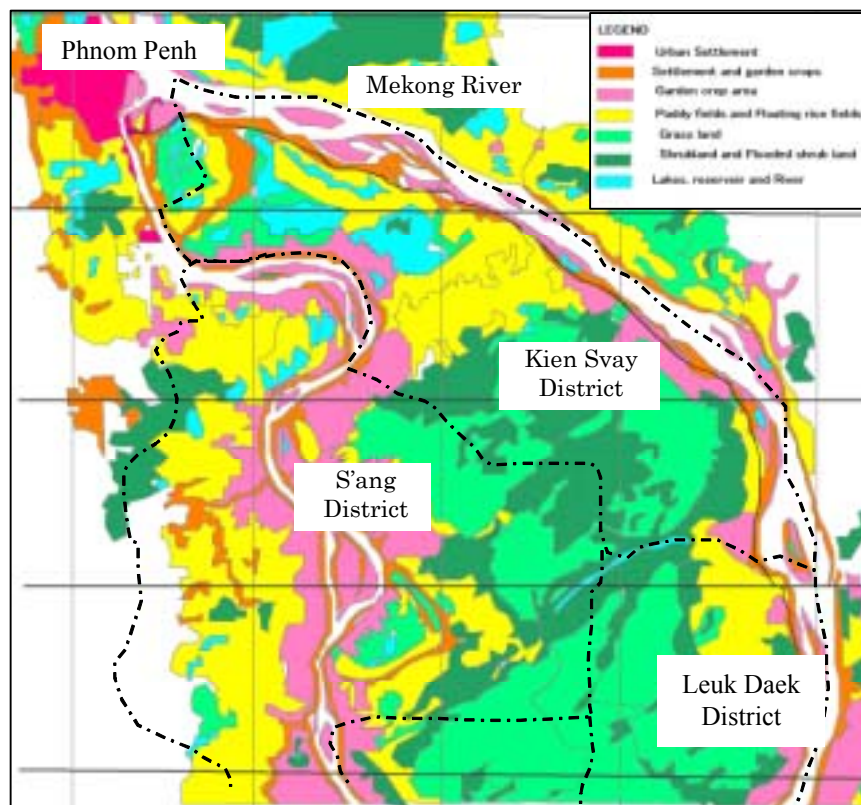 Phnom Penh
Mekong River
LEGEND
Urban Settlement
Settlement and garden crops
Garden crop area
Paddy fields and Floating rice fields
Grass land
Shrubland and Flooded shrub land
Lakes, reservoir and River
Kien Svay
District
S'ang
District
Leuk Daek
District